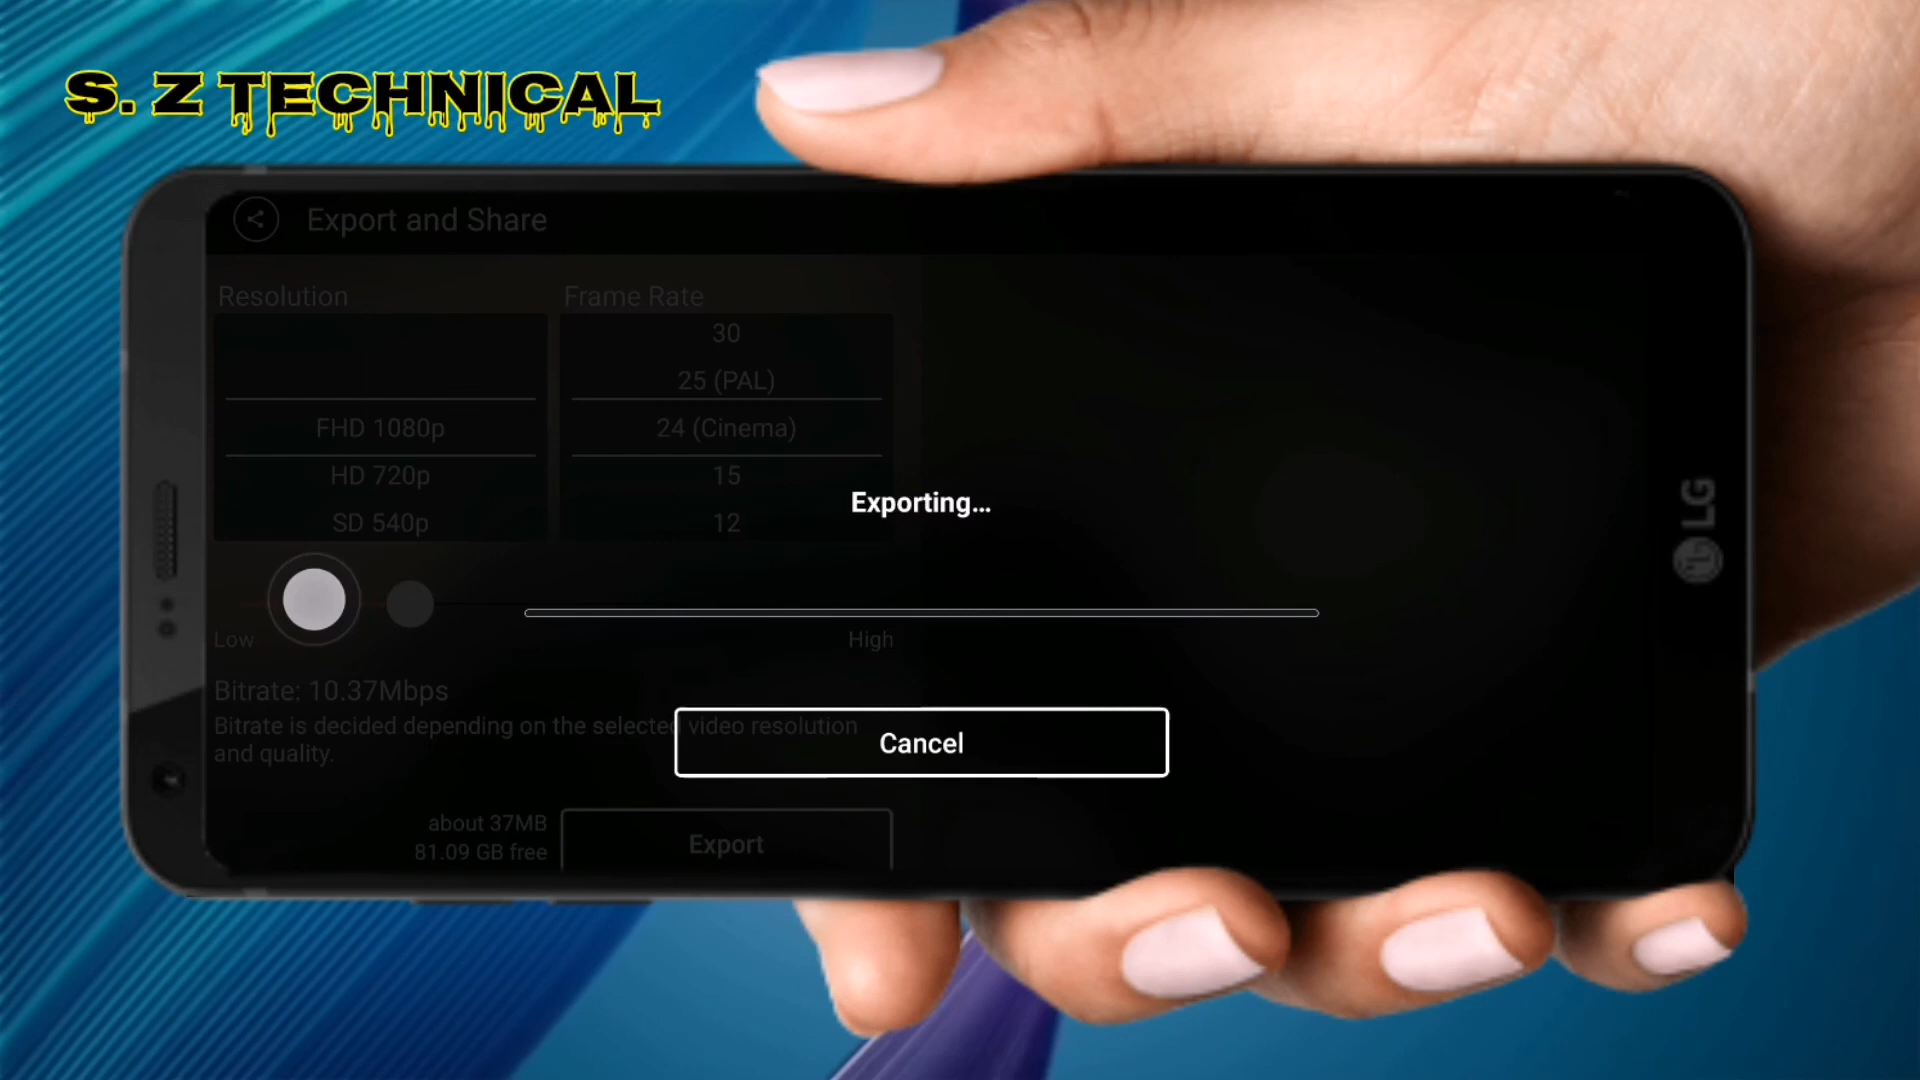 S. Z TECHNICAL
Export and Share
Resolution
Frame Rate
30
25 (PAL)
FHD 1080p
24 (Cinema)
HD 720p
15
SD 540p
12
Exporting...
Low
High
Bitrate: 10.37Mbps
Bitrate is decided depending on the selected video resolution
and quality.
Cancel
about 37MB
81.09 GB free
Export
LG